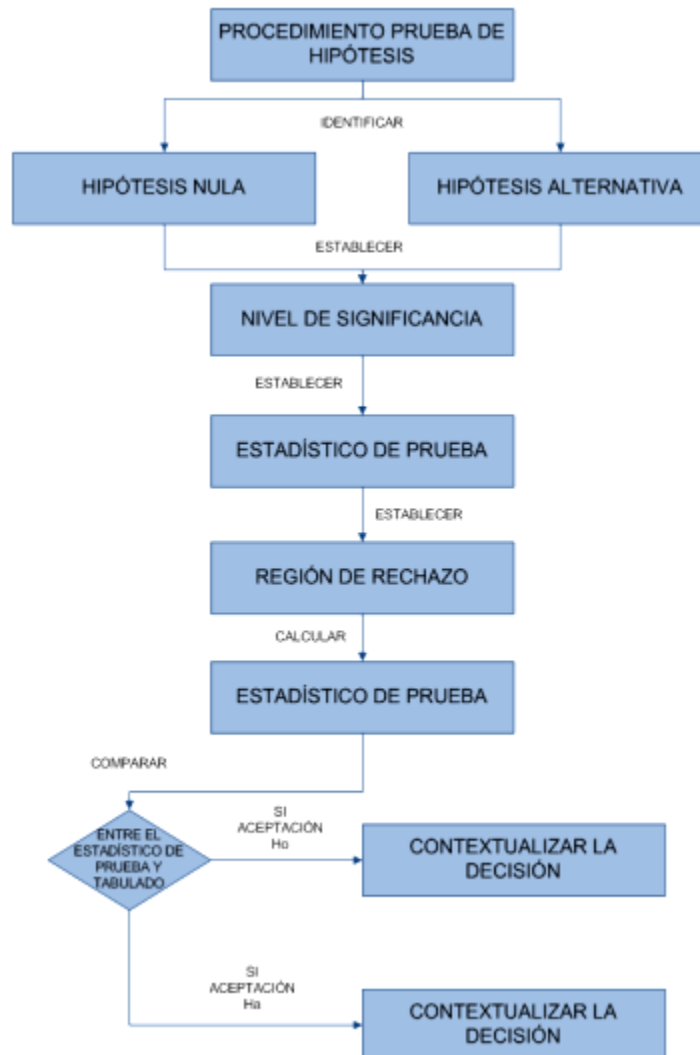 PROCEDIMIENTO PRUEBA DE
HIPÓTESIS
IDENTIFICAR
HIPÓTESIS NULA
HIPÓTESIS ALTERNATIVA
ESTABLECER
NIVEL DE SIGNIFICANCIA
ESTABLECER
ESTADÍSTICO DE PRUEBA
ESTABLECER
REGIÓN DE RECHAZO
CALCULAR
ESTADÍSTICO DE PRUEBA
COMPARAR
ENTRE EL
ESTADÍSTICO DE
PRUEBA Y
TABULADO
SI
ACEPTACIÓN
Ho
CONTEXTUALIZAR LA
DECISIÓN
SI
ACEPTACIÓN
Ha
CONTEXTUALIZAR LA
DECISIÓN